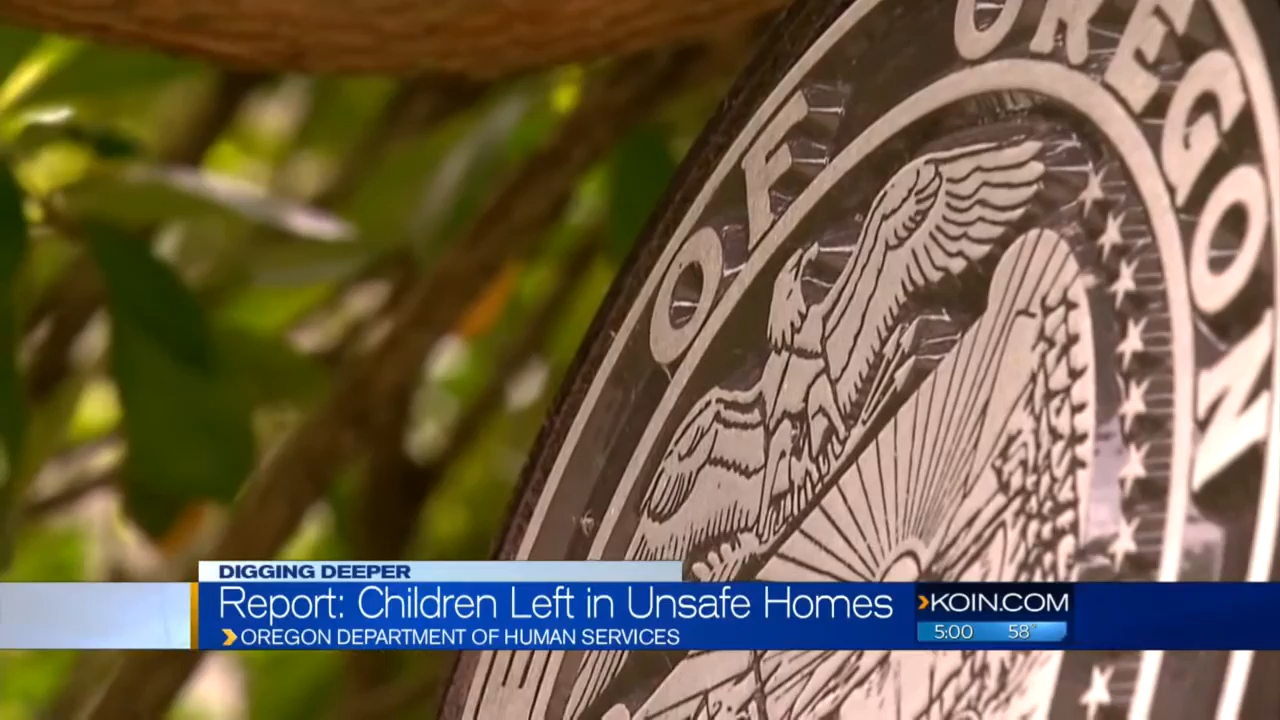 OF OREGON
DIGGING DEEPER
Report: Children Left in Unsafe Homes
OREGON DEPARTMENT OF HUMAN SERVICES
KOIN.COM
5:00 58°